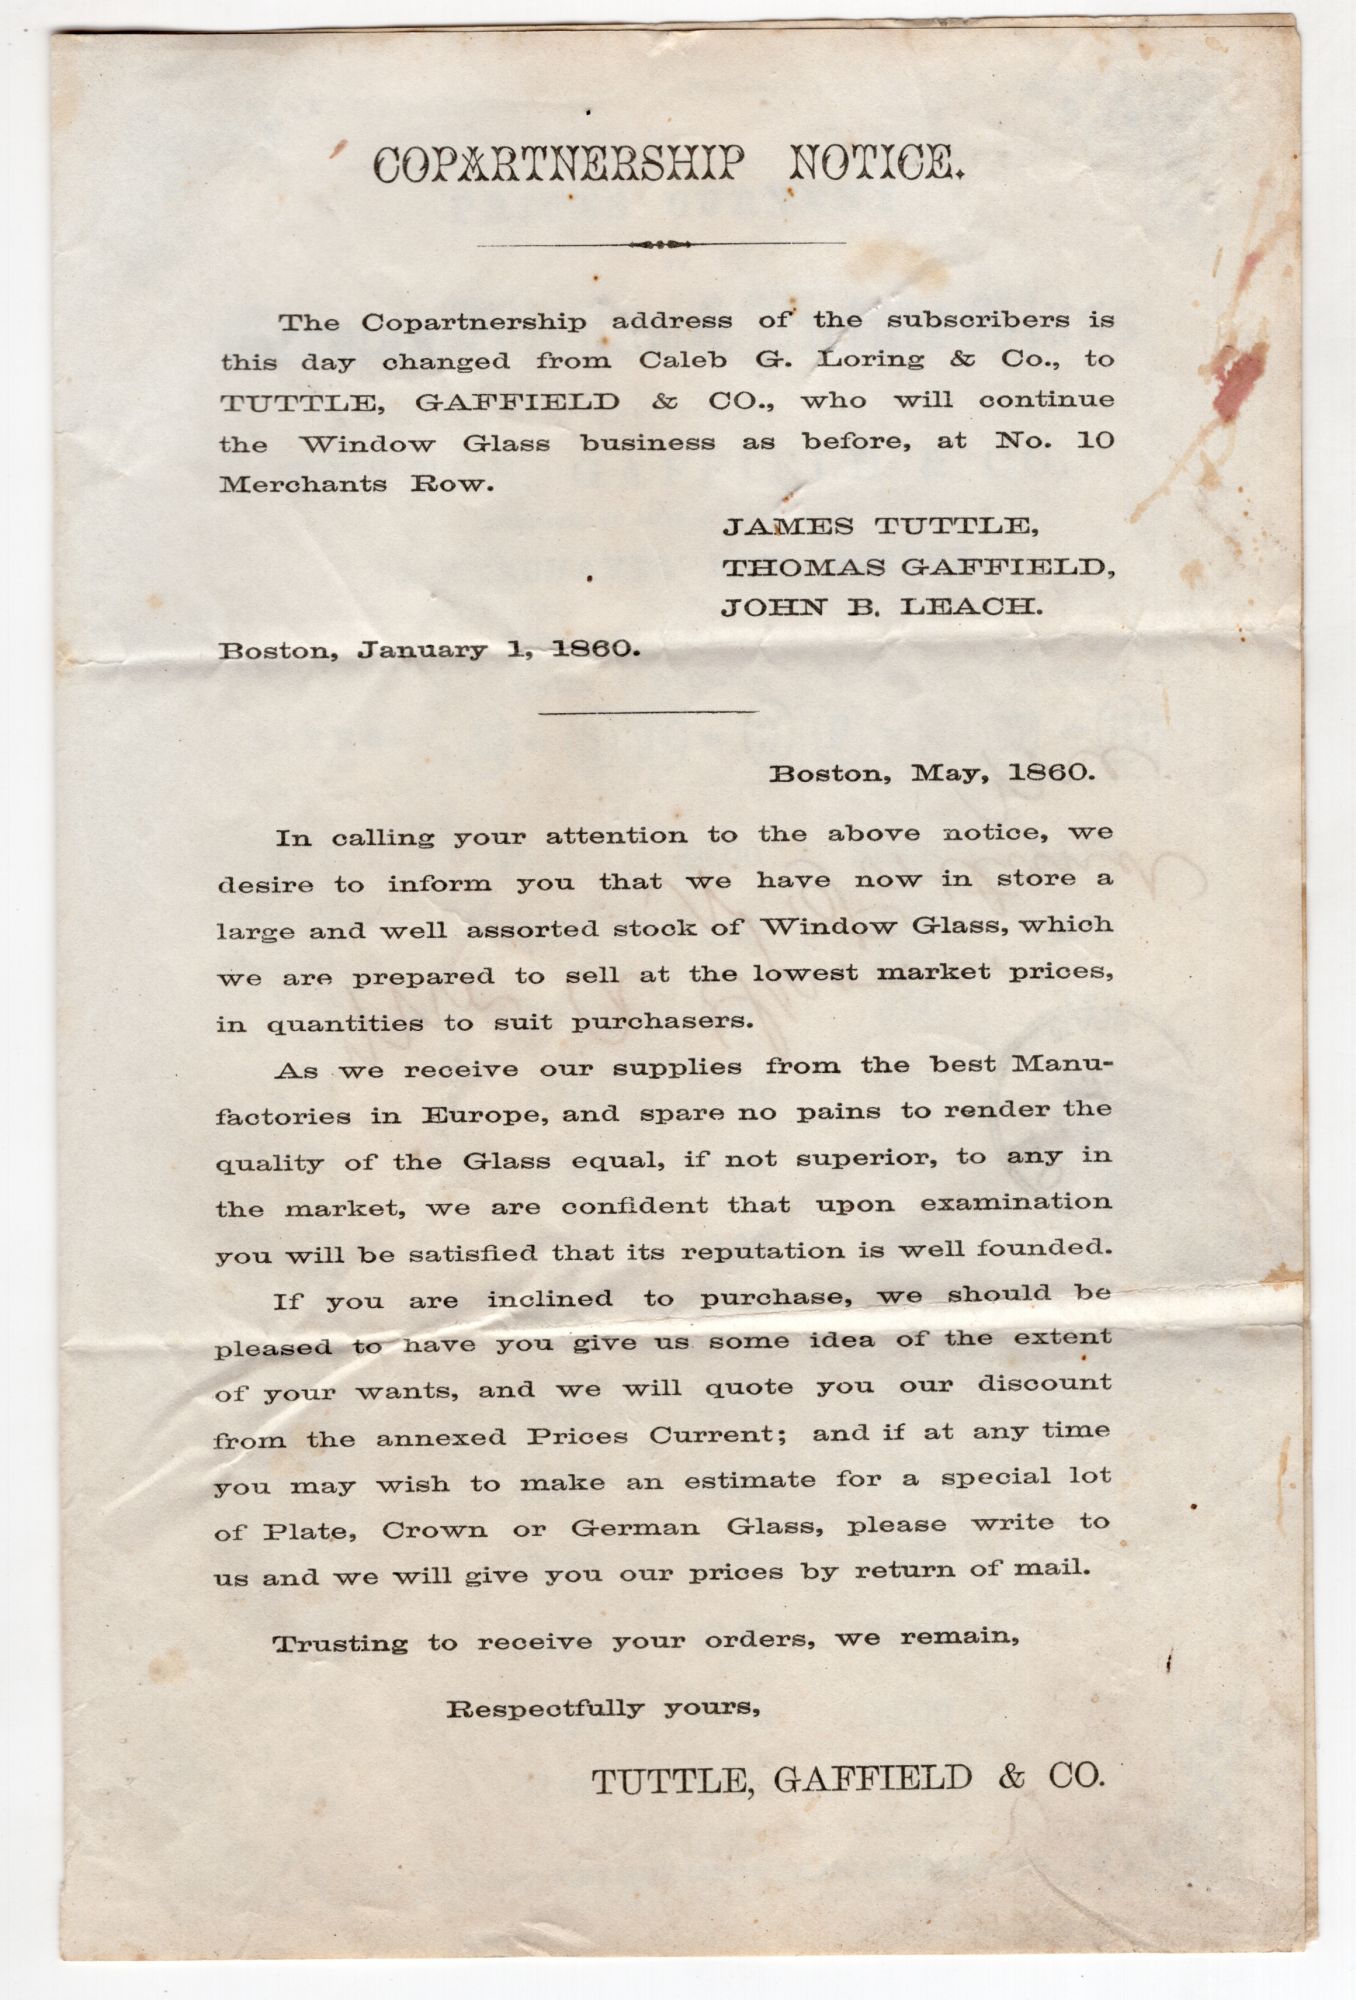 COPARTNERSHIP NOTICE.
The Copartnership address of the subscribers is
this day changed from Caleb G. Loring & Co., to
TUTTLE, GAFFIELD & CO., who will continue
the Window Glass business as before, at No. 10
Merchants Row.
JAMES TUTTLE,
THOMAS GAFFIELD,
JOHN B. LEACH.
Boston, January 1, 1860.
Boston, May, 1860.
In calling your attention to the above notice, we
desire to inform you that we have now in store a
large and well assorted stock of Window Glass, which
we are prepared to sell at the lowest market prices,
in quantities to suit purchasers.
As we receive our supplies from the best Manu-
factories in Europe, and spare no pains to render the
quality of the Glass equal, if not superior, to any in
the market, we are confident that upon examination
you will be satisfied that its reputation is well founded.
If you are inclined to purchase, we should be
pleased to have you give us some idea of the extent
of your wants, and we will quote you our discount
from the annexed Prices Current; and if at any time
you may wish to make an estimate for a special lot
of Plate, Crown or German Glass, please write to
us and we will give you our prices by return of mail.
Trusting to receive your orders, we remain,
Respectfully yours,
TUTTLE, GAFFIELD & CO.